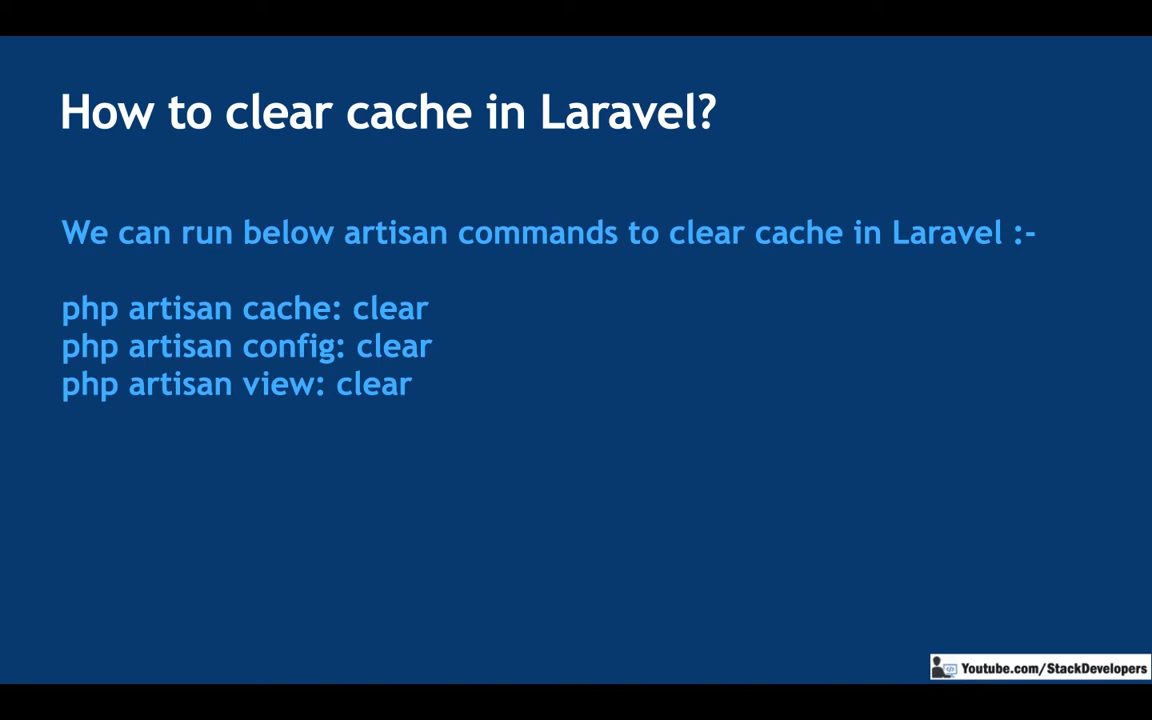 How to clear cache in Laravel?
We can run below artisan commands to clear cache in Laravel :-
php artisan cache: clear
php artisan config: clear
php artisan view: clear
Youtube.com/StackDevelopers